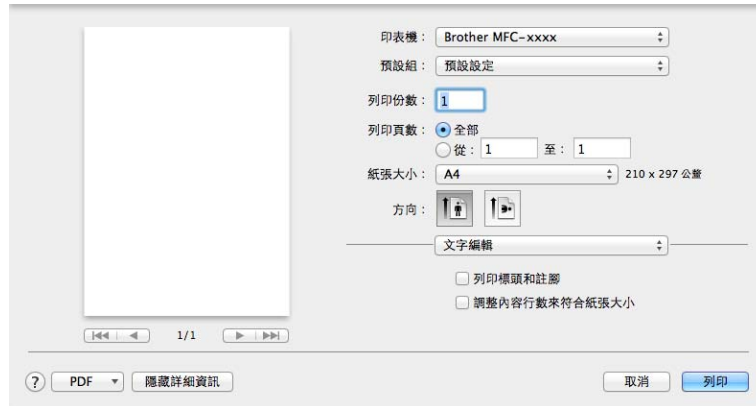 印表機： Brother MFC-xxxx
預設組： 預設設定
列印份數： 1
列印頁數： 全部
從： 1 至： 1
紙張大小： A4 210 x 297 公釐
方向：
文字編輯
列印標頭和註腳
調整內容行數來符合紙張大小
1/1
? PDF 隱藏詳細資訊 取消 列印